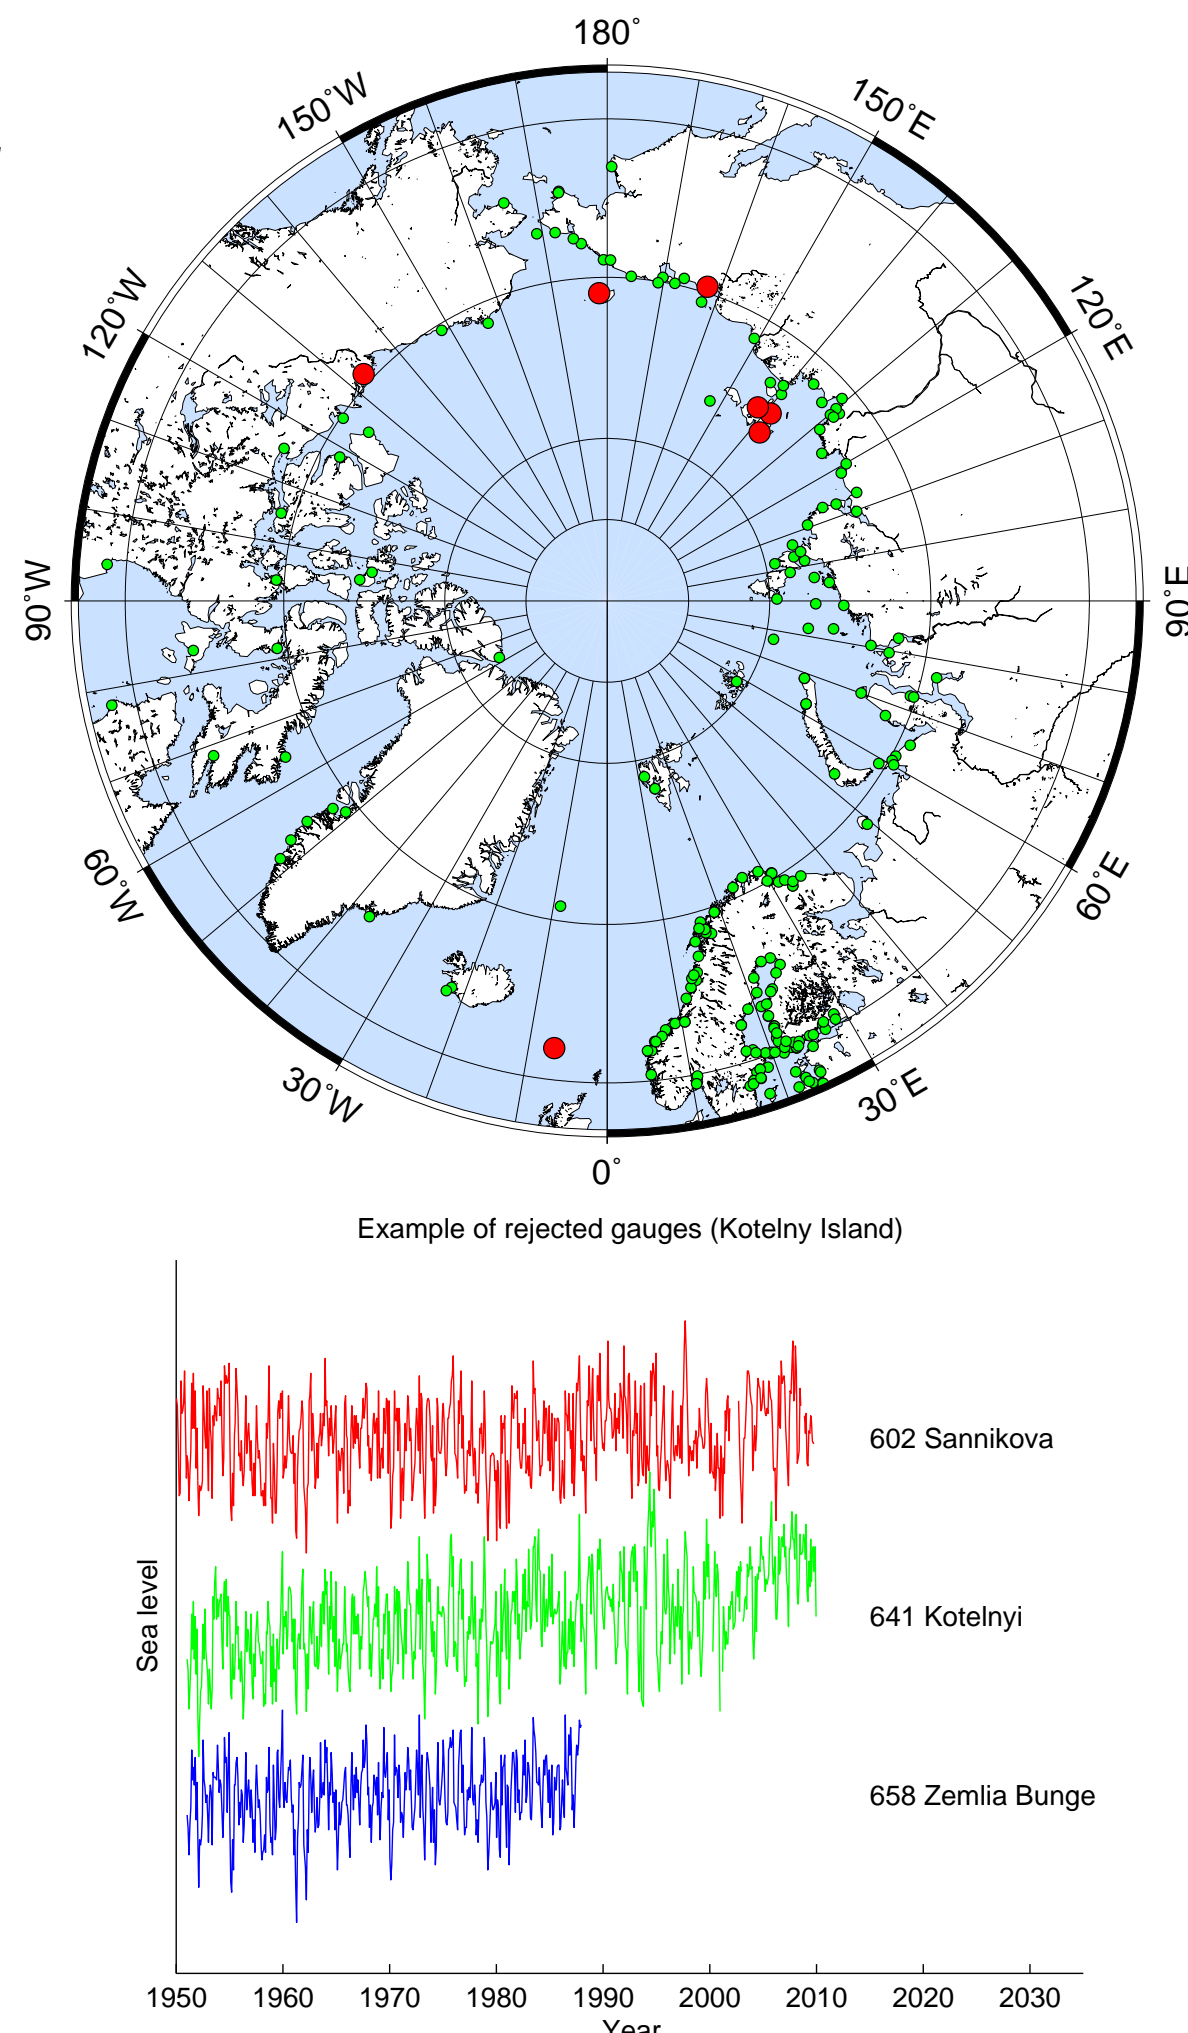 180°
150°W
150°E
120°W
120°E
90°W
90°E
60°W
60°E
30°W
30°E
0°
Example of rejected gauges (Kotelny Island)
602 Sannikova
641 Kotelnyi
658 Zemlia Bunge
Sea level
1950 1960 1970 1980 1990 2000 2010 2020 2030
Year